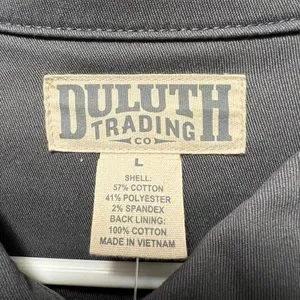 DULUTH
TRADING
CO
L
SHELL:
57% COTTON
41% POLYESTER
2% SPANDEX
BACK LINING:
100% COTTON
MADE IN VIETNAM